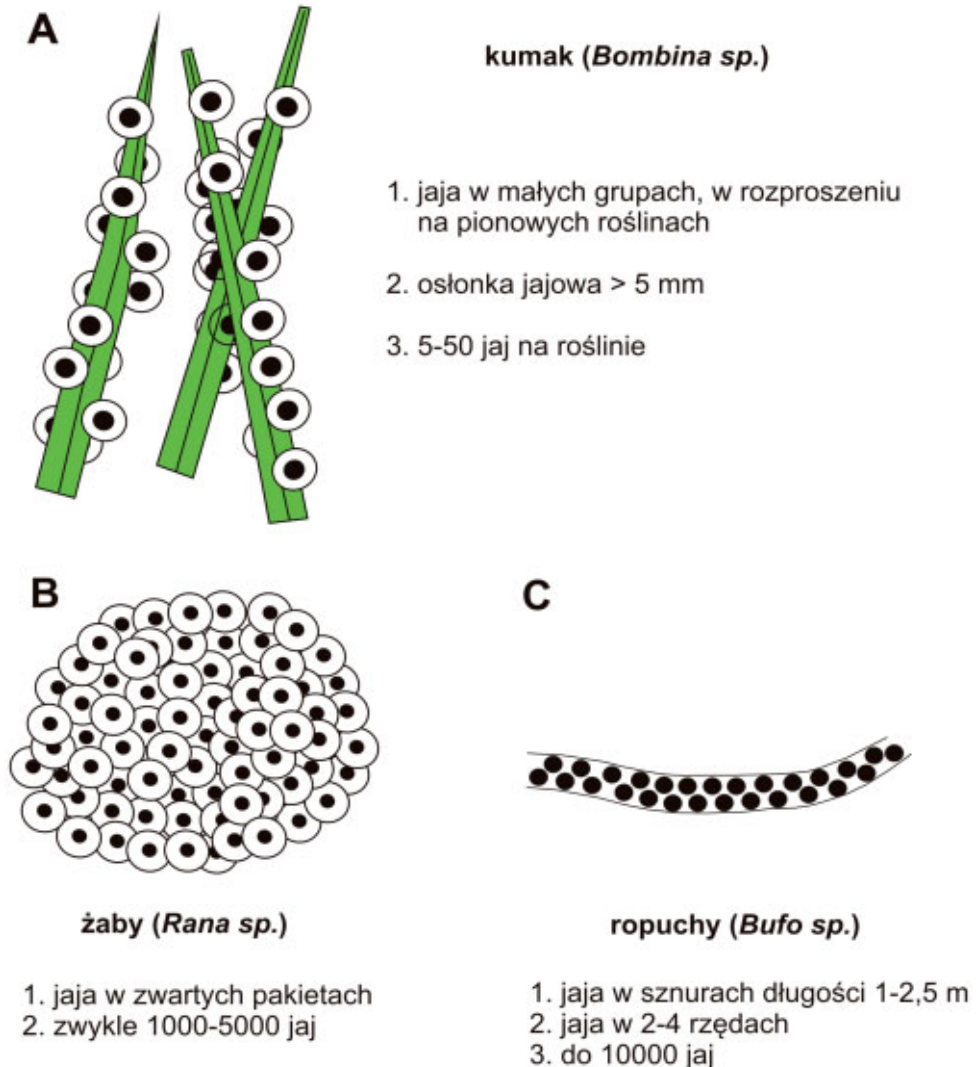 A
kumak (Bombina sp.)
1. jaja w małych grupach, w rozproszeniu
na pionowych roślinach
2. osłonka jajowa > 5 mm
3. 5-50 jaj na roślinie
B
żaby (Rana sp.)
1. jaja w zwartych pakietach
2. zwykle 1000-5000 jaj
C
ropuchy (Bufo sp.)
1. jaja w sznurach długości 1-2,5 m
2. jaja w 2-4 rzędach
3. do 10000 jaj